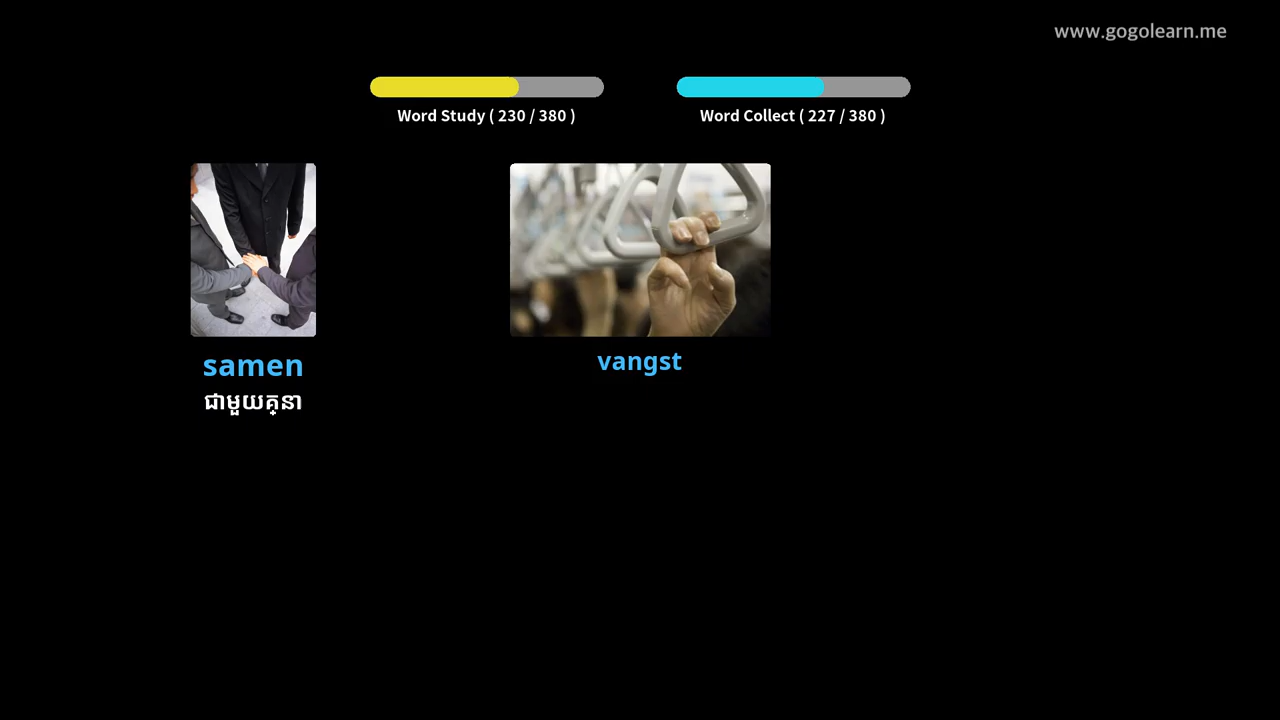 www.gogolearn.me
Word Study ( 230 / 380 )
Word Collect ( 227 / 380 )
samen
vangst
ជាមួយគ្នា